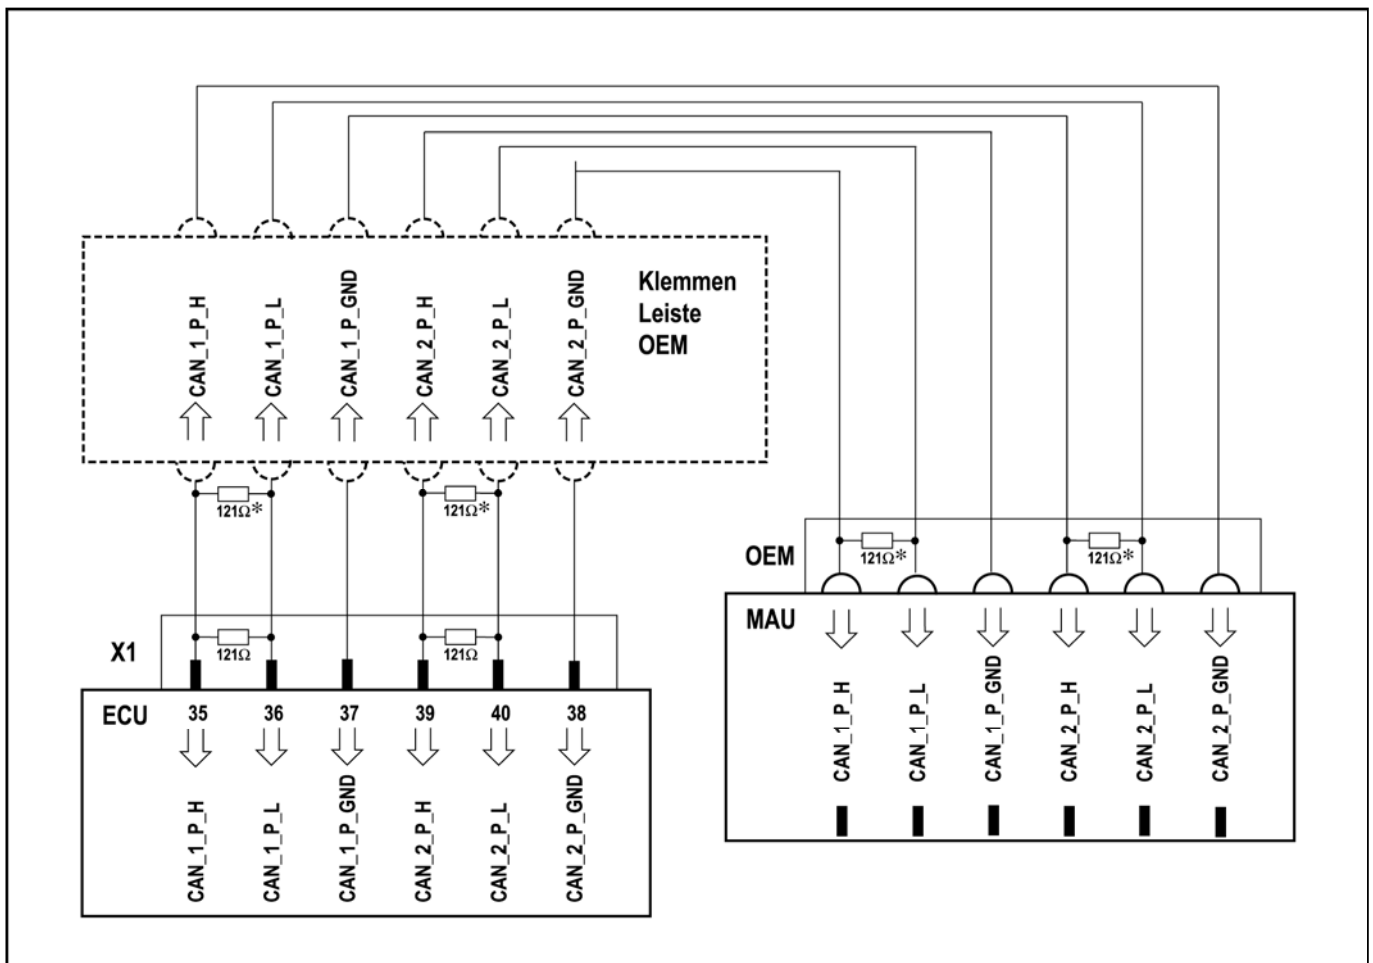 CAN_1_P_H
CAN_1_P_L
CAN_1_P_GND
CAN_2_P_H
CAN_2_P_L
CAN_2_P_GND
Klemmen
Leiste
OEM
121Ω*
121Ω*
OEM
121Ω*
121Ω*
MAU
X1
121Ω
121Ω
ECU
35
36
37
39
40
38
CAN_1_P_H
CAN_1_P_L
CAN_1_P_GND
CAN_2_P_H
CAN_2_P_L
CAN_2_P_GND
CAN_1_P_H
CAN_1_P_L
CAN_1_P_GND
CAN_2_P_H
CAN_2_P_L
CAN_2_P_GND